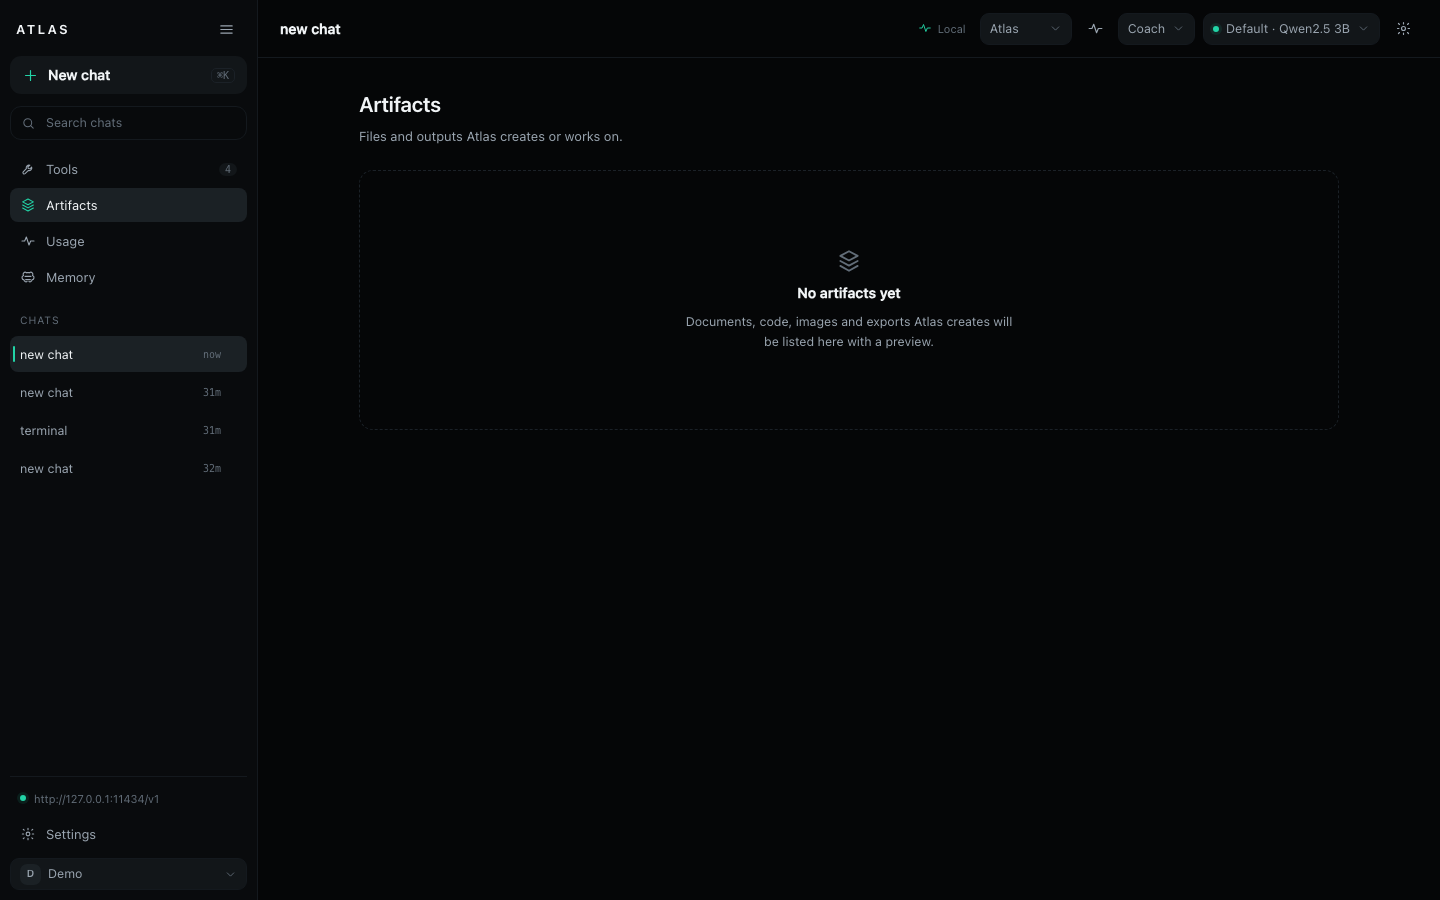 ATLAS
New chat
⌘K
Search chats
Tools
4
Artifacts
Usage
Memory
CHATS
new chat
now
new chat
31m
terminal
31m
new chat
32m
http://127.0.0.1:11434/v1
Settings
D
Demo
new chat
Local
Atlas
Coach
Default · Qwen2.5 3B
Artifacts
Files and outputs Atlas creates or works on.
No artifacts yet
Documents, code, images and exports Atlas creates will
be listed here with a preview.